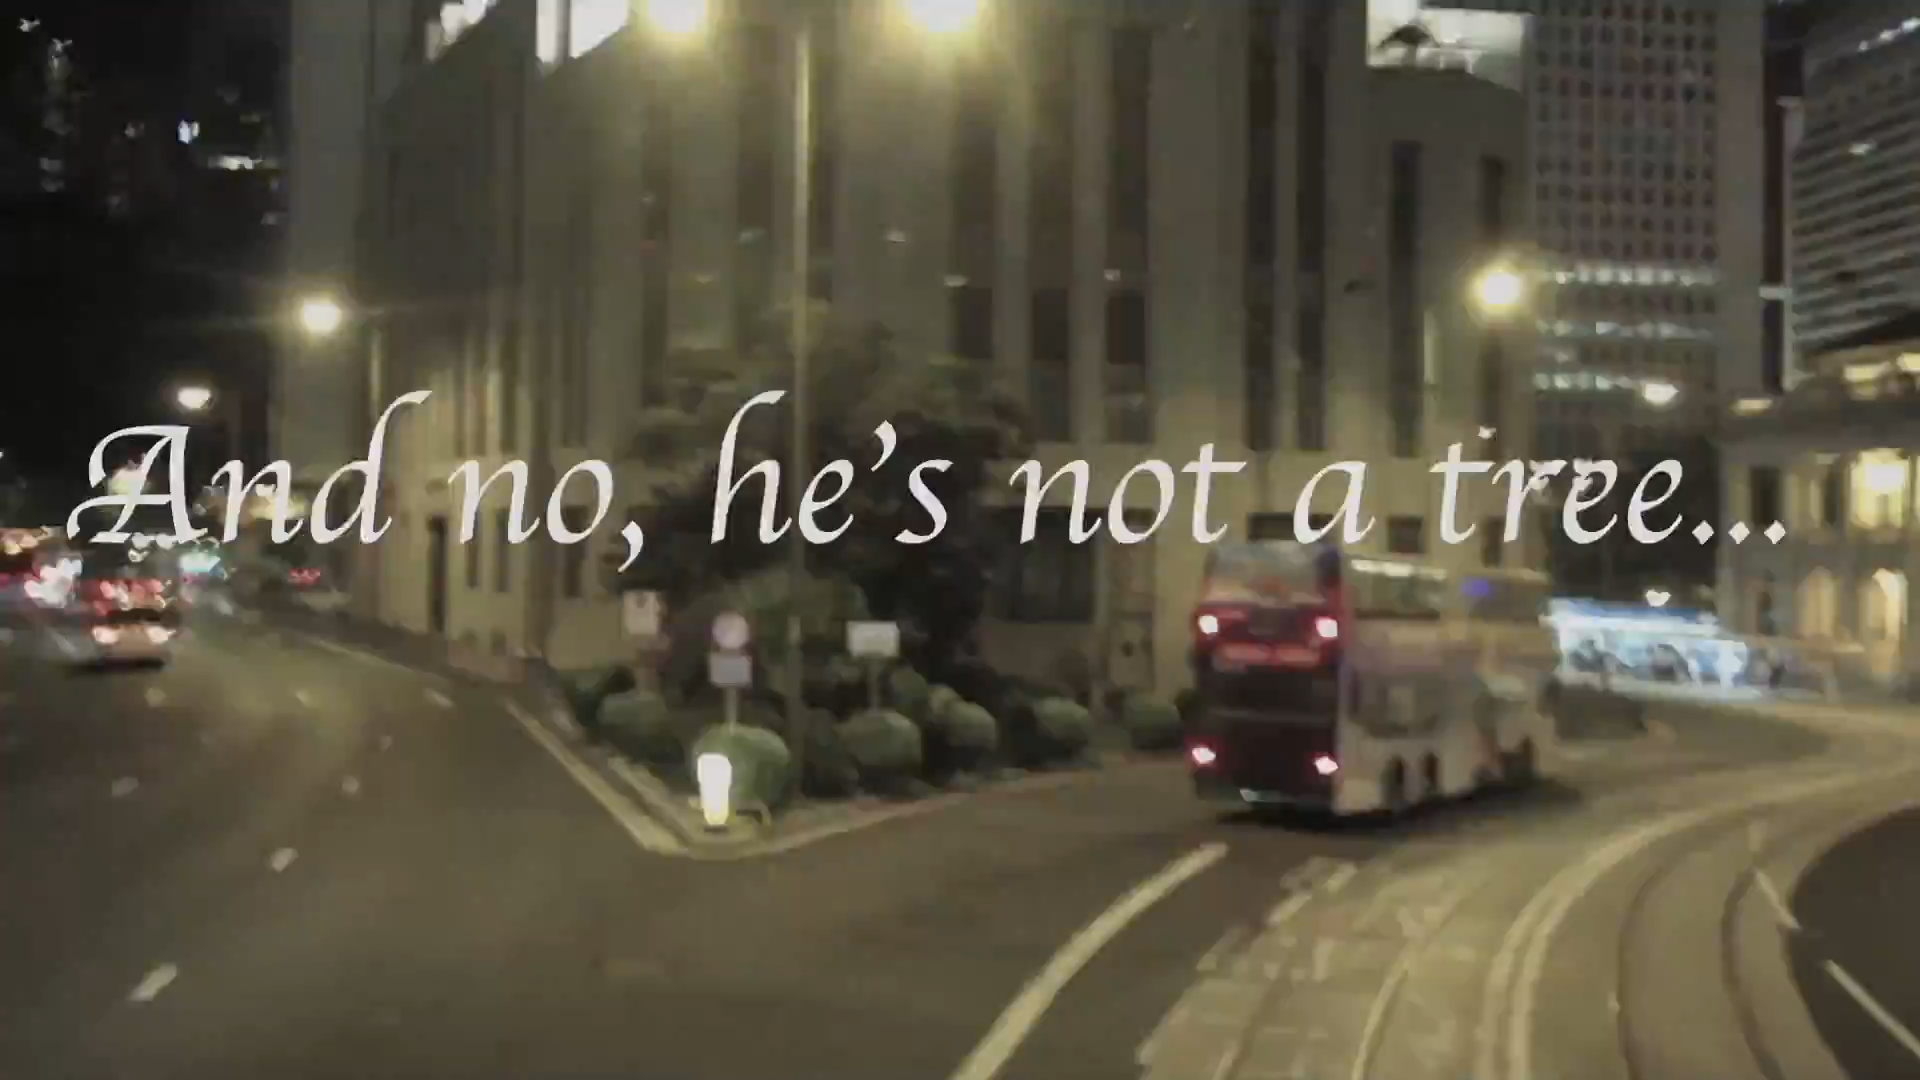 And no, he's not a tree...